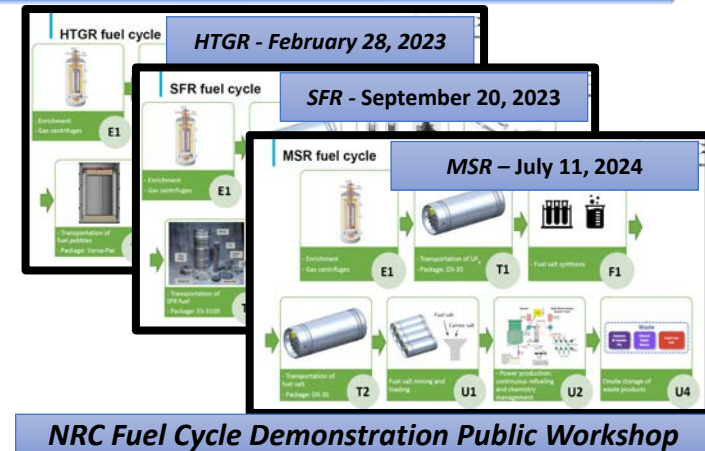 HTGR fuel cycle
HTGR - February 28, 2023
- Enrichment
- Gas centrifuges
E1
- Transportation of
fuel pebbles
- Package: Versa-Pac
SFR fuel cycle
SFR - September 20, 2023
- Enrichment
- Gas centrifuges
E1
- Transportation of
SFR fuel
- Package: ES-3100
MSR fuel cycle
MSR – July 11, 2024
- Enrichment
- Gas centrifuges
E1
- Transportation of UF6
- Package: DN-30
T1
- Fuel salt synthesis
F1
- Transportation of
fuel salt
- Package: DN-30
T2
Fuel salt
Carrier salt
Fuel salt mixing and
loading
U1
- Power production:
continuous refueling
and chemistry
management
U2
Waste
Onsite storage of
waste products
U4
NRC Fuel Cycle Demonstration Public Workshop